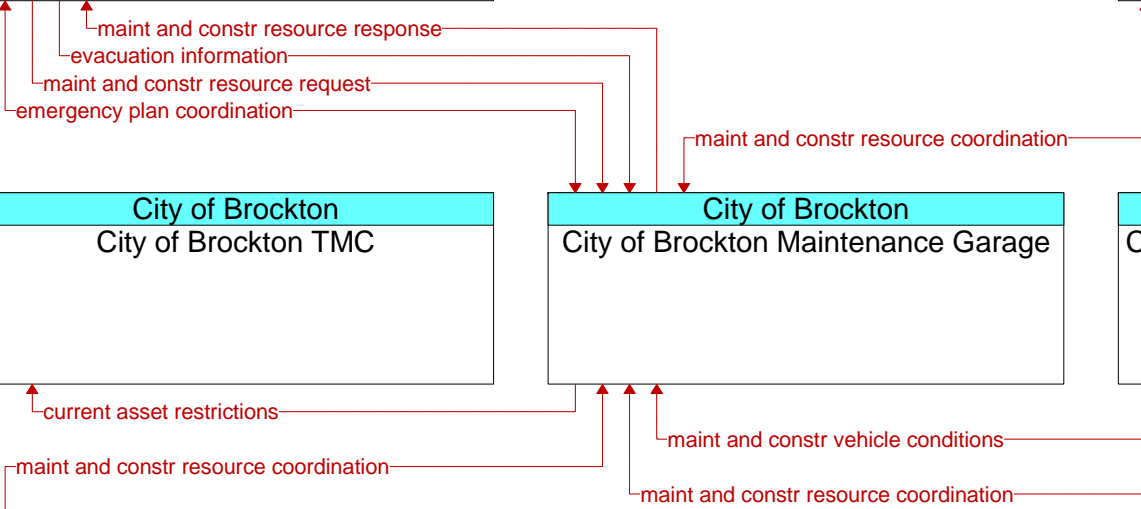 maint and constr resource response
evacuation information
maint and constr resource request
emergency plan coordination
maint and constr resource coordination
City of Brockton
City of Brockton TMC
City of Brockton
City of Brockton Maintenance Garage
C
current asset restrictions
maint and constr vehicle conditions
maint and constr resource coordination
maint and constr resource coordination